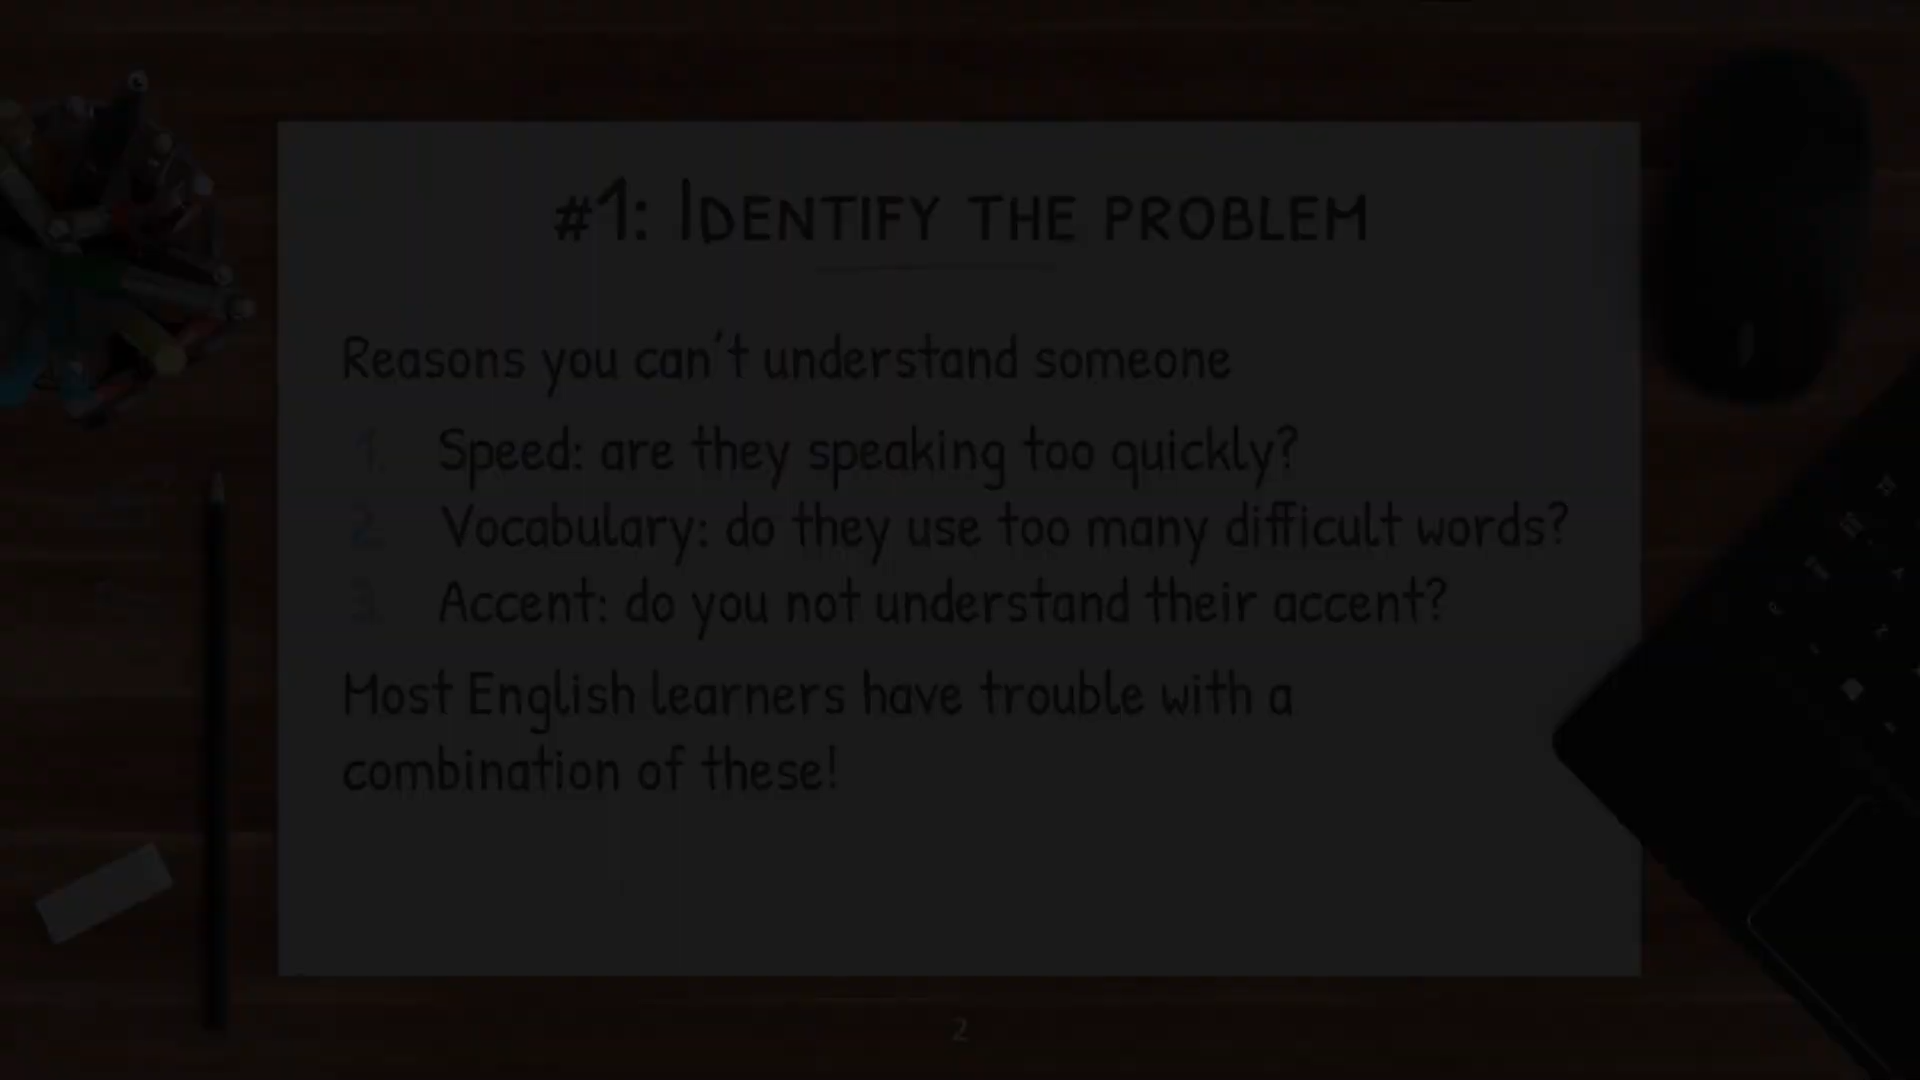 #1: IDENTIFY THE PROBLEM
Reasons you can't understand someone
1. Speed: are they speaking too quickly?
2. Vocabulary: do they use too many difficult words?
3. Accent: do you not understand their accent?
Most English learners have trouble with a
combination of these!
2